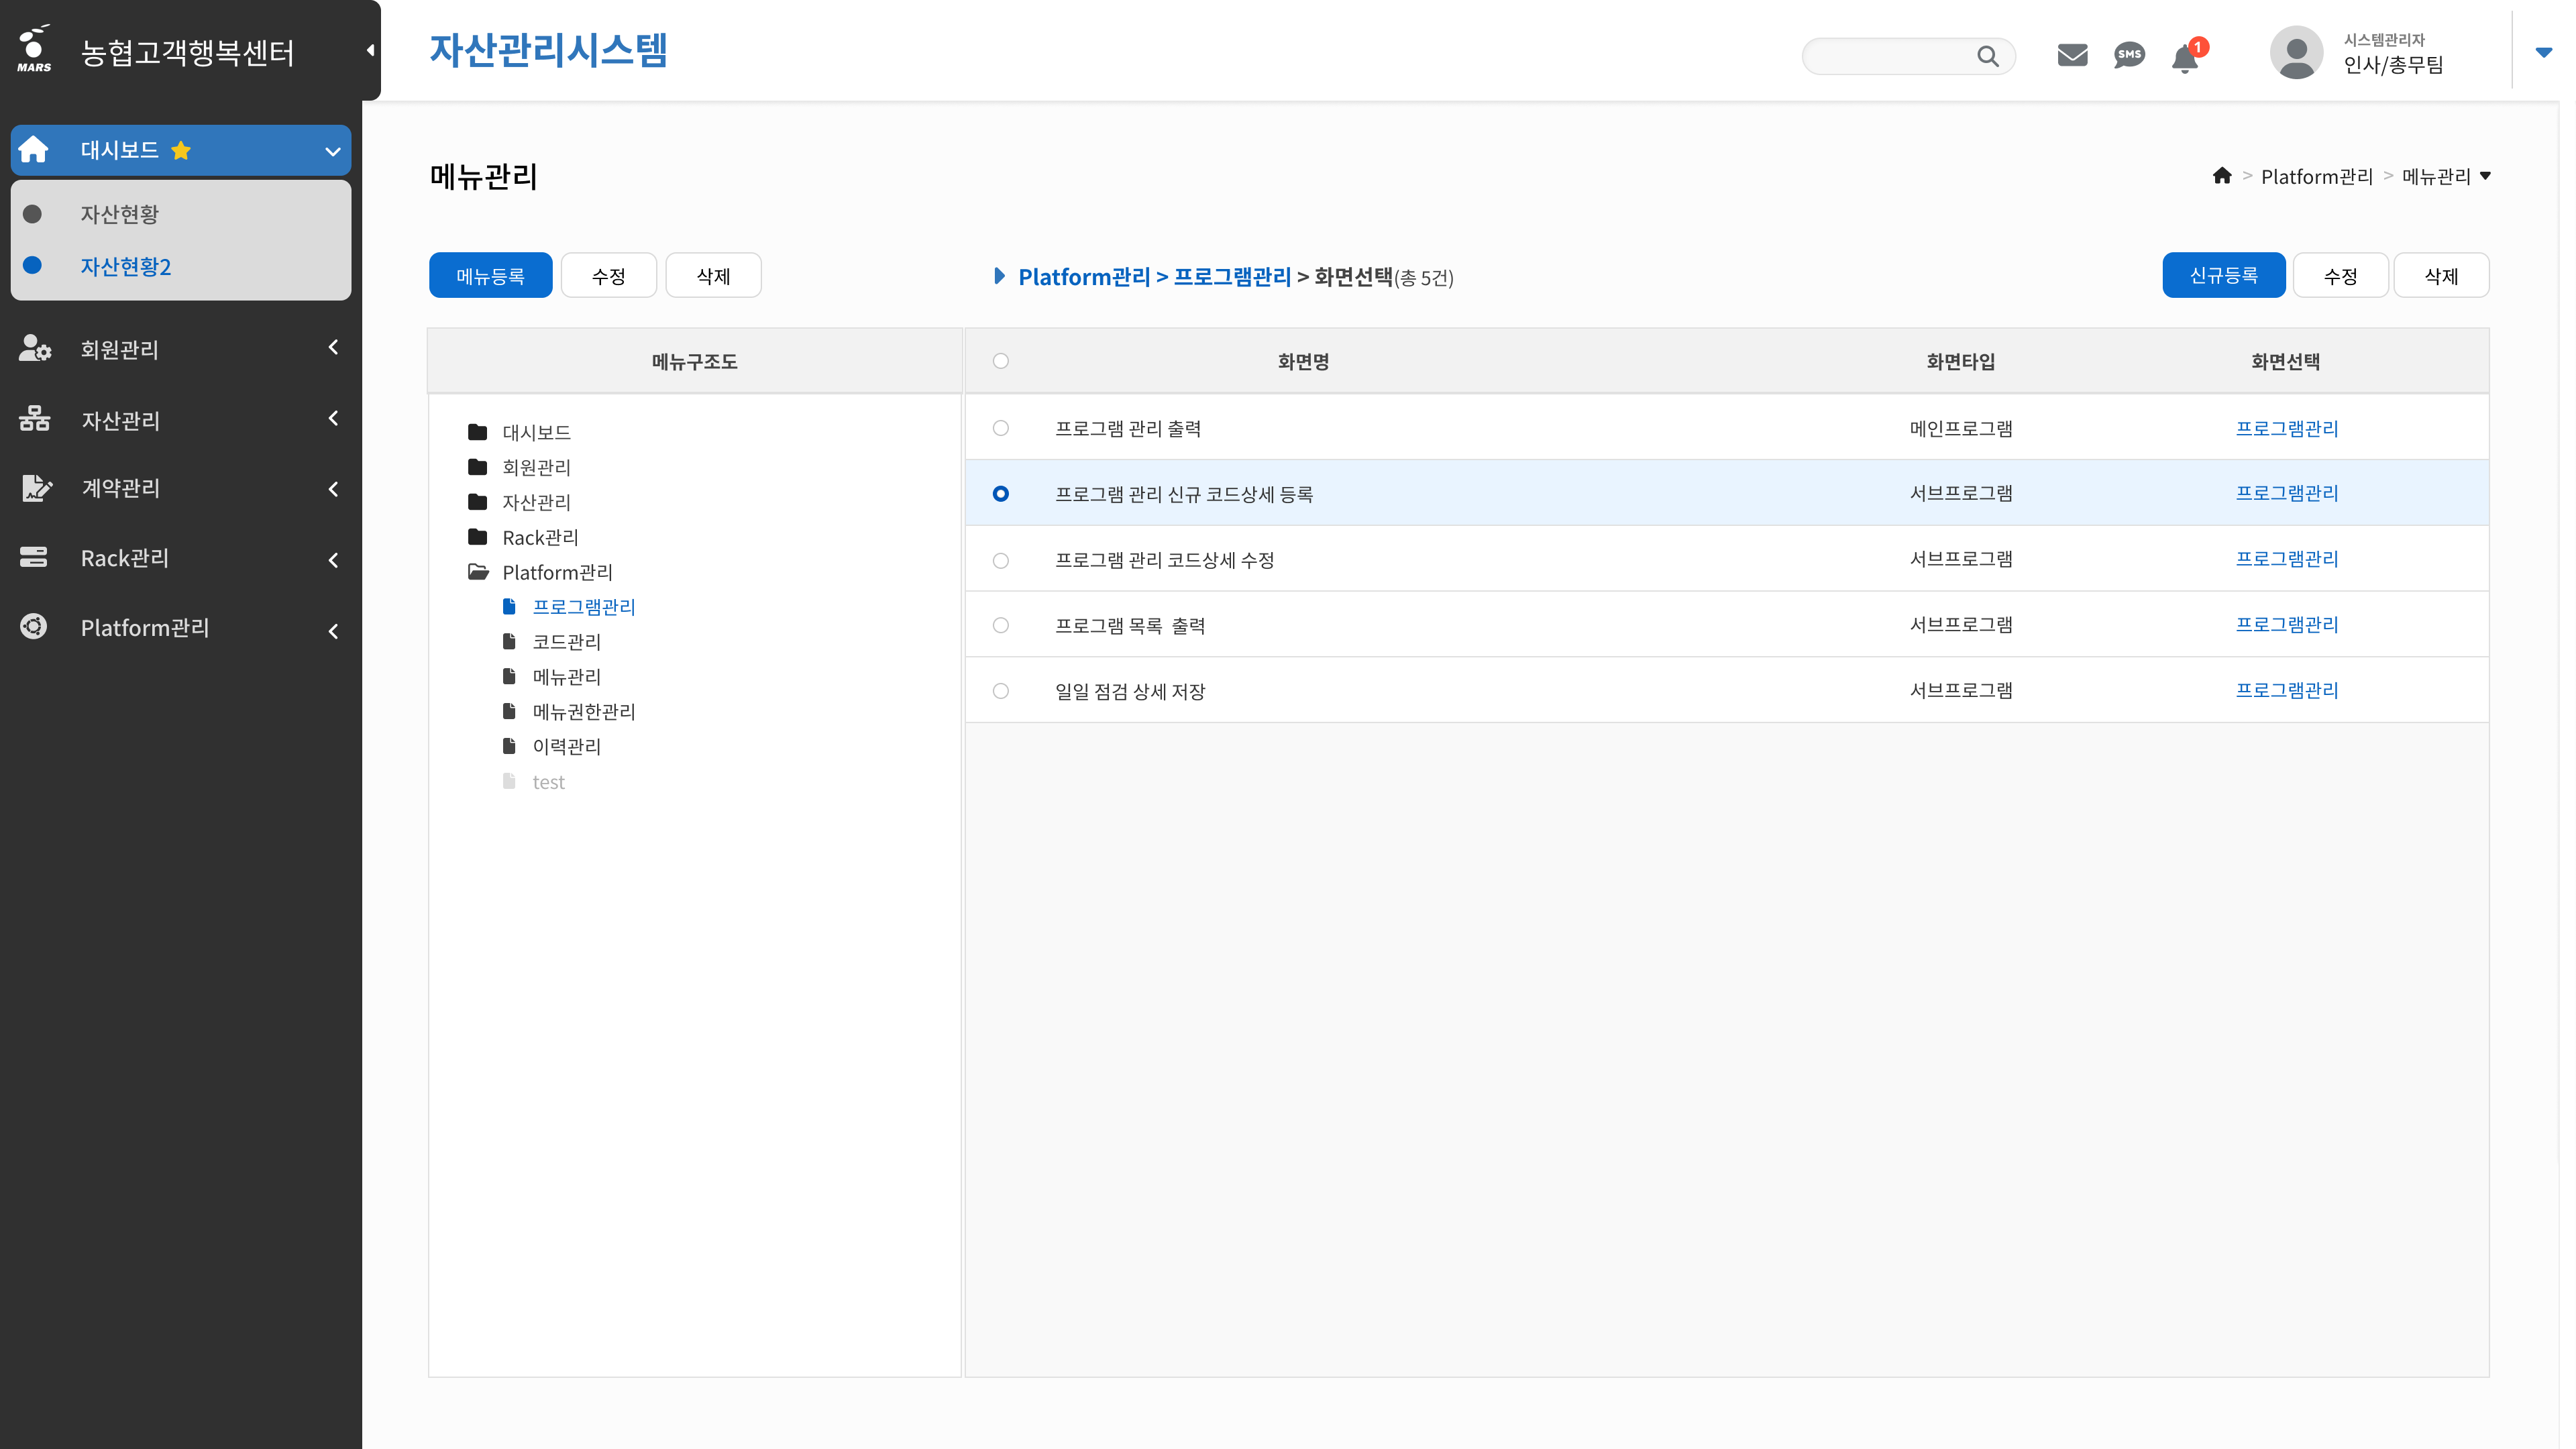 MARS
농협고객행복센터
자산관리시스템
SMS
1
시스템관리자
인사/총무팀
대시보드
자산현황
자산현황2
회원관리
자산관리
계약관리
Rack관리
Platform관리
메뉴관리
> Platform관리 > 메뉴관리
메뉴등록 수정 삭제
Platform관리 > 프로그램관리 > 화면선택(총 5건)
신규등록 수정 삭제
메뉴구조도
대시보드
회원관리
자산관리
Rack관리
Platform관리
프로그램관리
코드관리
메뉴관리
메뉴권한관리
이력관리
test
화면명 화면타입 화면선택
프로그램 관리 출력 메인프로그램 프로그램관리
프로그램 관리 신규 코드상세 등록 서브프로그램 프로그램관리
프로그램 관리 코드상세 수정 서브프로그램 프로그램관리
프로그램 목록 출력 서브프로그램 프로그램관리
일일 점검 상세 저장 서브프로그램 프로그램관리